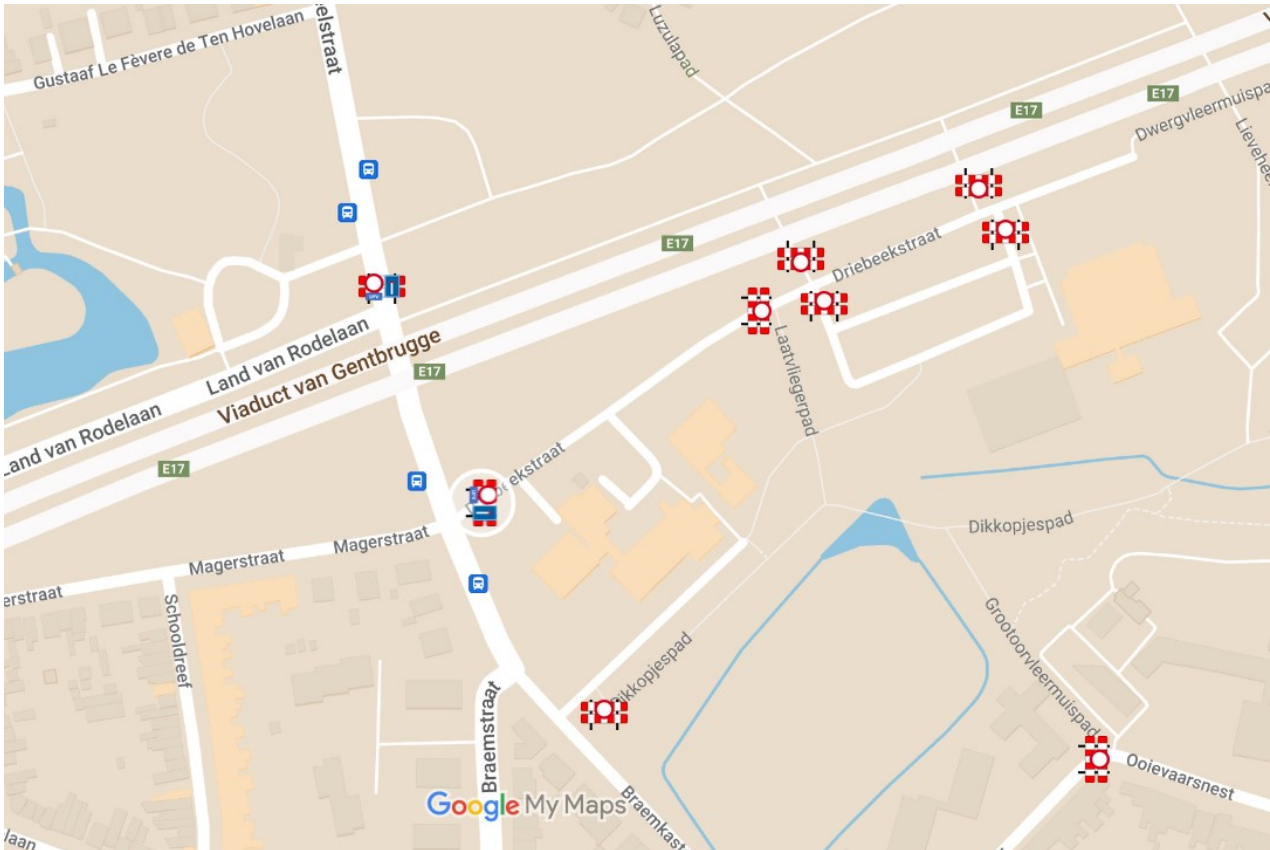 Gustaaf Le Fèvere de Ten Hovelaan
elstraat
Luzulapad
E17
E17
Dwergvleermuispa
Lievehee
E17
Driebeekstraat
Land van Rodelaan
Viaduct van Gentbrugge
E17
Laatvliegerpad
Land van Rodelaan
E17
ekstraat
Magerstraat
Magerstraat
erstraat
Schooldreef
Dikkopjespad
Grootoorvleermuispad
Dikkopjespad
Braemstraat
Ooievaarsnest
Google My Maps
Braemkast
laan